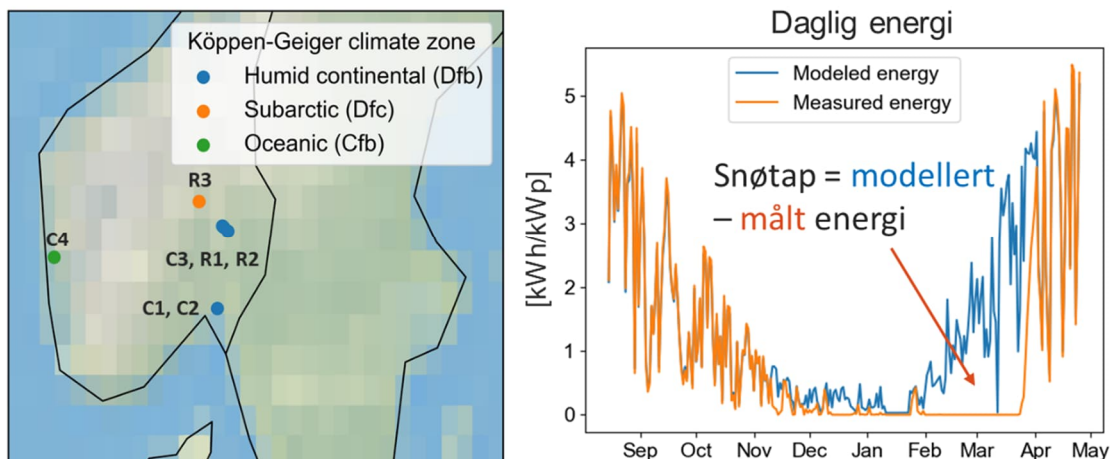 Köppen-Geiger climate zone
Humid continental (Dfb)
Subarctic (Dfc)
Oceanic (Cfb)
R3
C4
C3, R1, R2
C1, C2
Daglig energi
[kWh/kWp]
5
4
3
2
1
0
Modeled energy
Measured energy
Snøtap = modellert
– målt energi
Sep Oct Nov Dec Jan Feb Mar Apr May